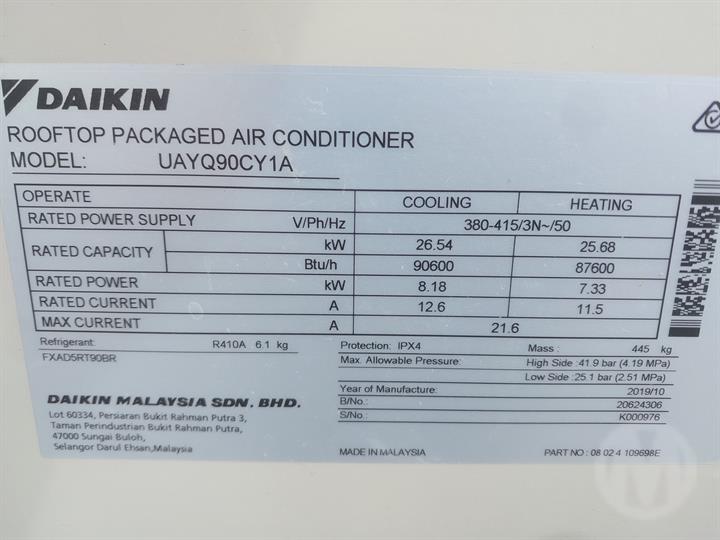 DAIKIN
ROOFTOP PACKAGED AIR CONDITIONER
MODEL: UAYQ90CY1A
OPERATE COOLING HEATING
RATED POWER SUPPLY V/Ph/Hz 380-415/3N~/50
RATED CAPACITY kW 26.54 25.68
Btu/h 90600 87600
RATED POWER kW 8.18 7.33
RATED CURRENT A 12.6 11.5
MAX CURRENT A 21.6
Refrigerant: R410A 6.1 kg
FXAD5RT90BR
Protection: IPX4 Mass : 445 kg
Max. Allowable Pressure: High Side :41.9 bar (4.19 MPa)
Low Side :25.1 bar (2.51 MPa)
Year of Manufacture: 2019/10
B/No.: 20624306
S/No.: K000976
DAIKIN MALAYSIA SDN. BHD.
Lot 60334, Persiaran Bukit Rahman Putra 3,
Taman Perindustrian Bukit Rahman Putra,
47000 Sungai Buloh,
Selangor Darul Ehsan,Malaysia
MADE IN MALAYSIA PART NO : 08 02 4 109698E